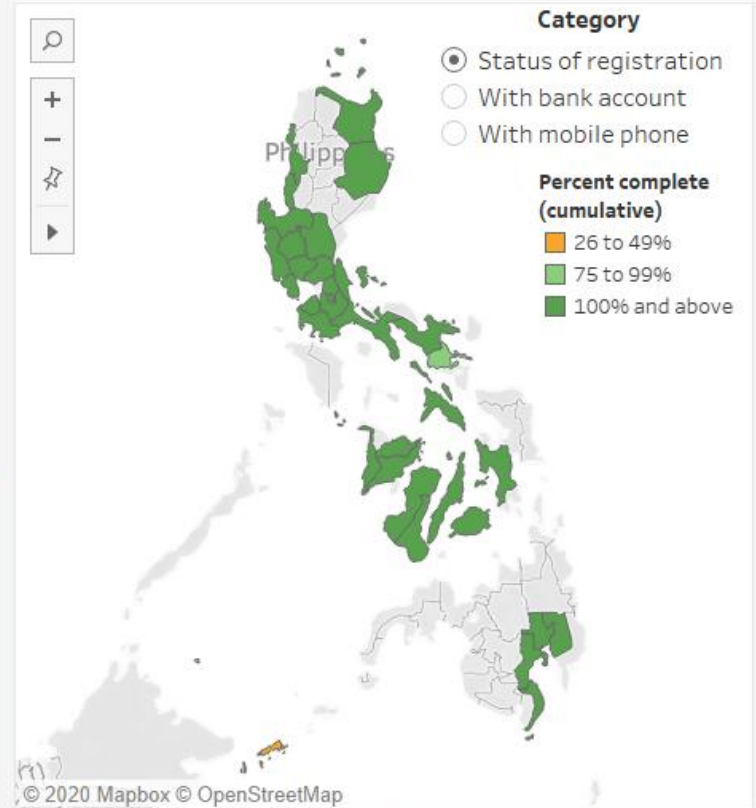 Category
Status of registration
With bank account
With mobile phone
Philippines
Percent complete
(cumulative)
26 to 49%
75 to 99%
100% and above
© 2020 Mapbox © OpenStreetMap